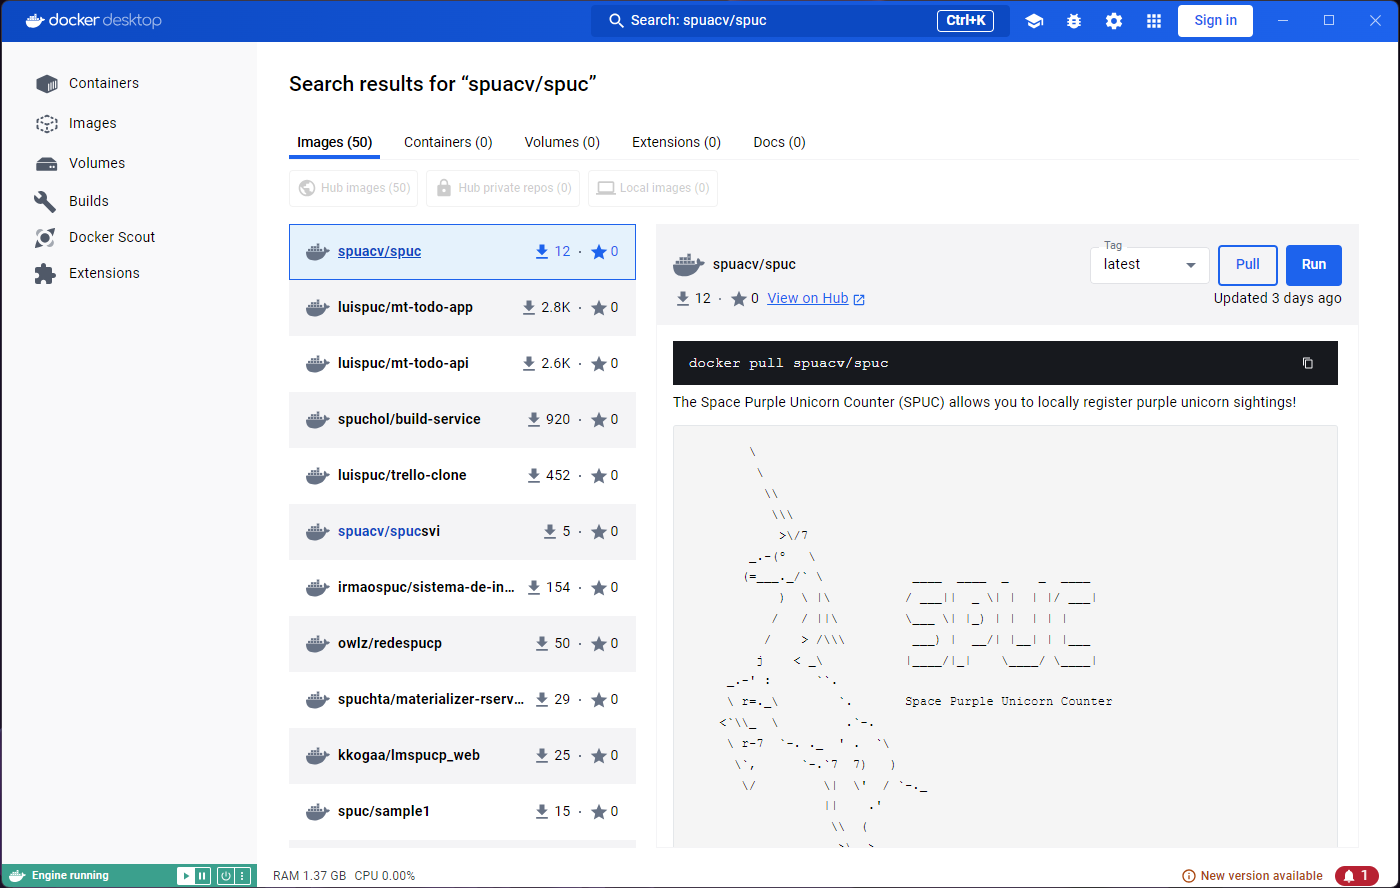 docker desktop
Search: spuacv/spuc
Ctrl+K
Sign in
Containers
Images
Volumes
Builds
Docker Scout
Extensions
Search results for “spuacv/spuc”
Images (50)
Containers (0)
Volumes (0)
Extensions (0)
Docs (0)
Hub images (50)
Hub private repos (0)
Local images (0)
spuacv/spuc 12 · 0
luispuc/mt-todo-app 2.8K · 0
luispuc/mt-todo-api 2.6K · 0
spuchol/build-service 920 · 0
luispuc/trello-clone 452 · 0
spuacv/spucsvi 5 · 0
irmaospuc/sistema-de-in... 154 · 0
owlz/redespucp 50 · 0
spuchta/materializer-rserv... 29 · 0
kkogaa/lmspucp_web 25 · 0
spuc/sample1 15 · 0
spuacv/spuc
12 · 0 View on Hub
Tag
latest
Pull
Run
Updated 3 days ago
docker pull spuacv/spuc
The Space Purple Unicorn Counter (SPUC) allows you to locally register purple unicorn sightings!
SPUC
Space Purple Unicorn Counter
Engine running
RAM 1.37 GB CPU 0.00%
New version available
1